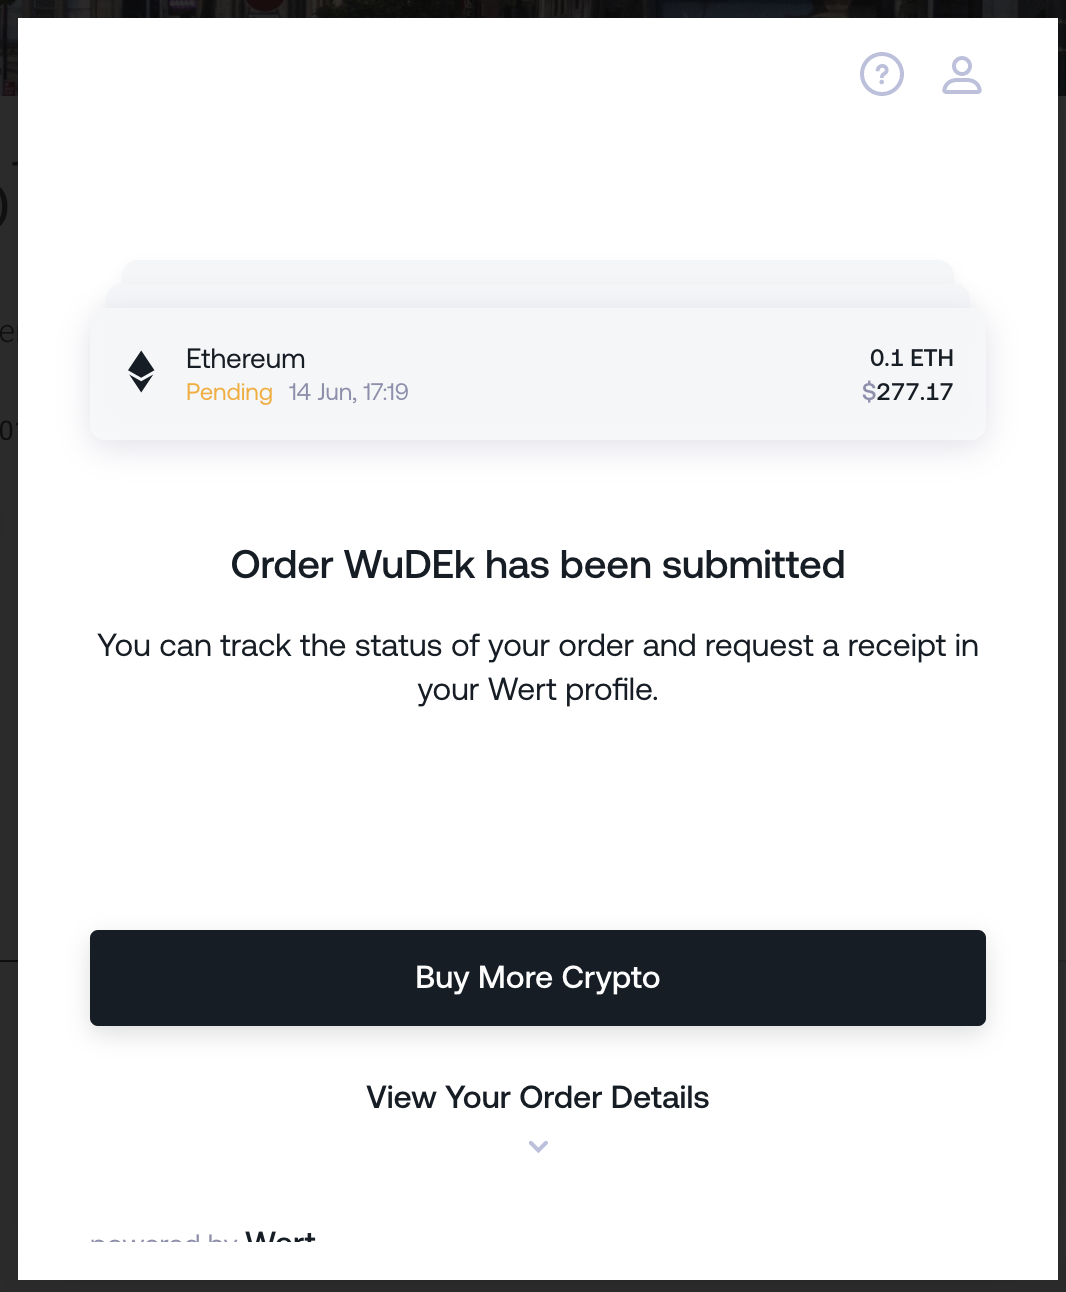 ?
Ethereum
0.1 ETH
Pending 14 Jun, 17:19
$277.17
Order WuDEk has been submitted
You can track the status of your order and request a receipt in
your Wert profile.
Buy More Crypto
View Your Order Details
powered by Wert